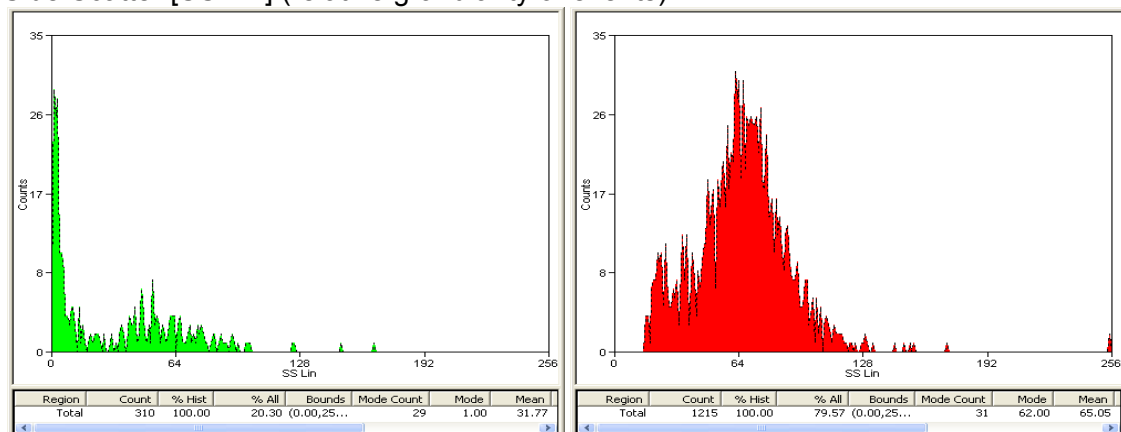 35
26
17
8
0
Counts
0 64 128 192 256
SS Lin
Region Count % Hist % All Bounds Mode Count Mode Mean
Total 310 100.00 20.30 (0.00,25... 29 1.00 31.77
35
26
17
8
0
Counts
0 64 128 192 256
SS Lin
Region Count % Hist % All Bounds Mode Count Mode Mean
Total 1215 100.00 79.57 (0.00,25... 31 62.00 65.05